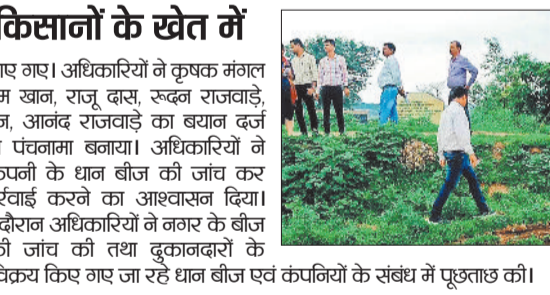 किसानों के खेत में
गए। अधिकारियों ने कृषक मंगल
खान, राजू दास, रूदन राजवाड़े,
आनंद राजवाड़े का बयान दर्ज
पंचनामा बनाया। अधिकारियों ने
के धान बीज की जांच कर
करने का आश्वासन दिया।
दौरान अधिकारियों ने नगर के बीज
जांच की तथा दुकानदारों के
विक्रय किए गए जा रहे धान बीज एवं कंपनियों के संबंध में पूछताछ की।